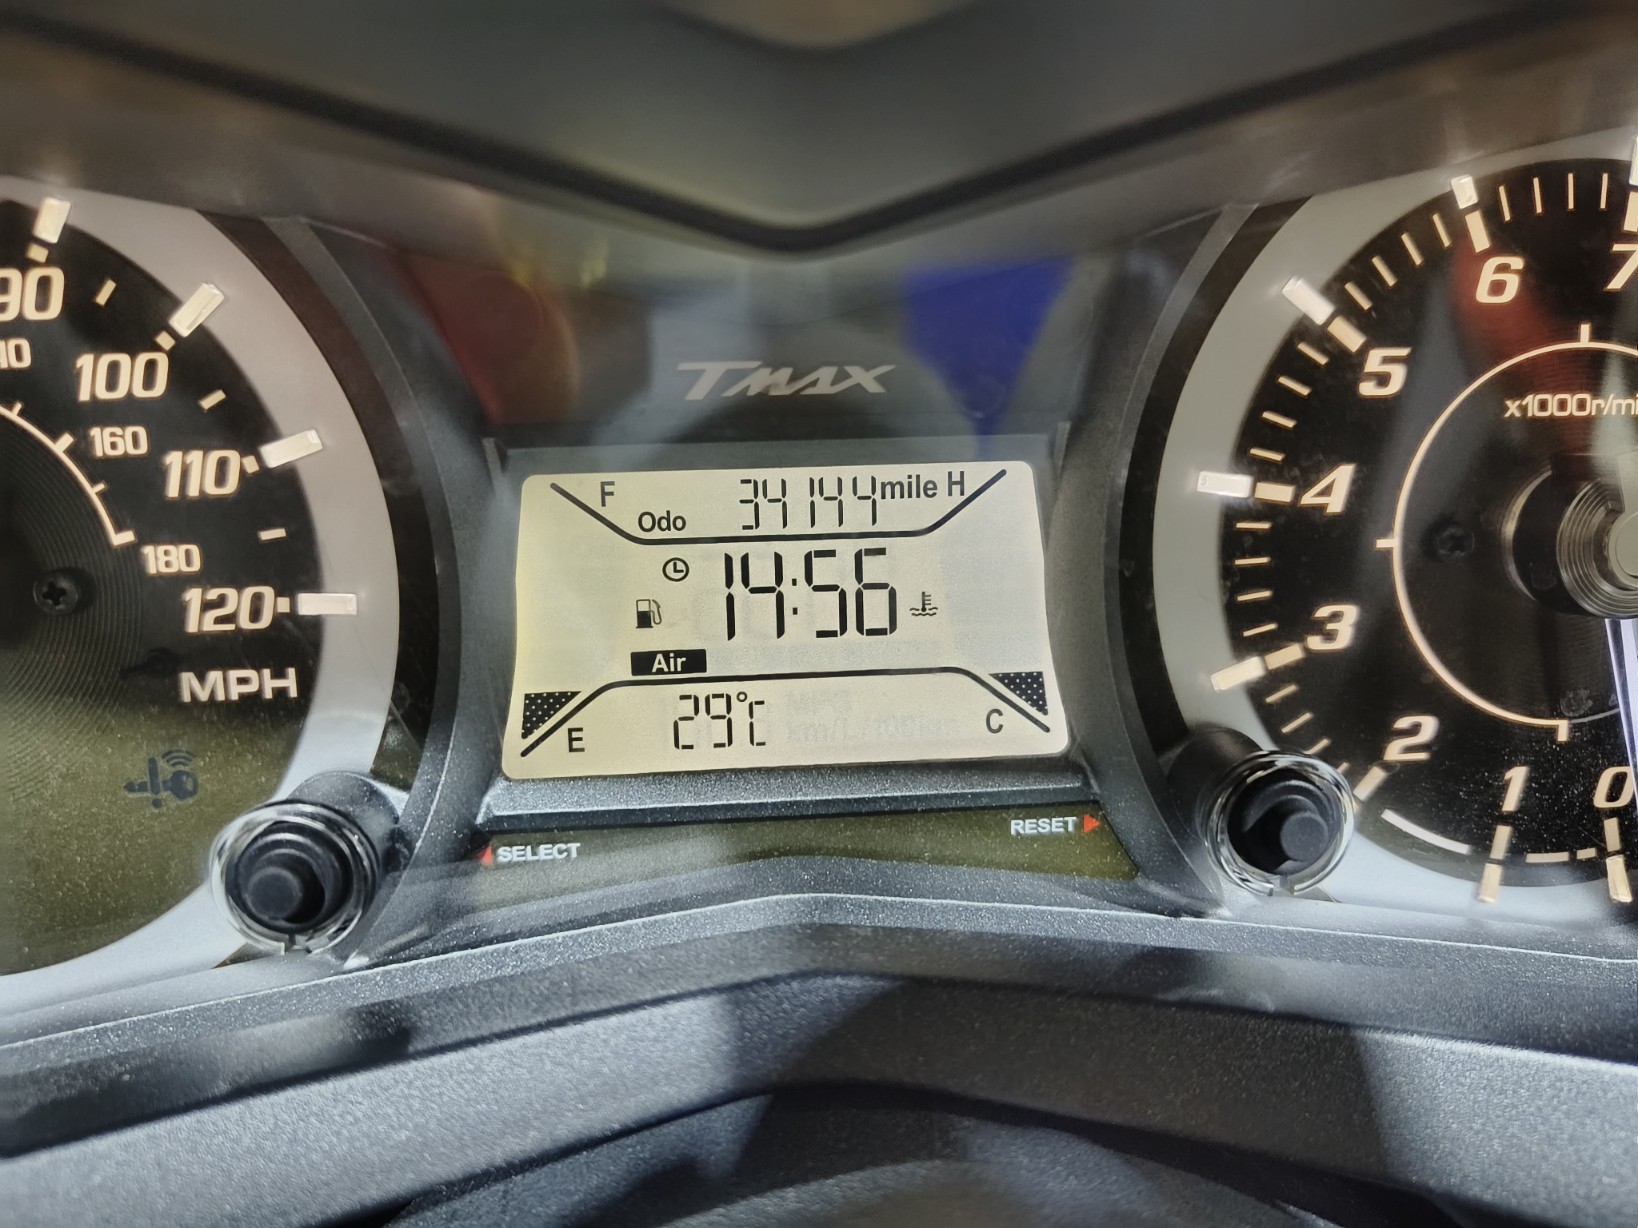 TMAX
F
Odo
34144 mile H
14:56
Air
E
29°C
C
SELECT
RESET
90
100
160
110
180
120
MPH
7
6
5
x1000r/mi
4
3
2
1
0